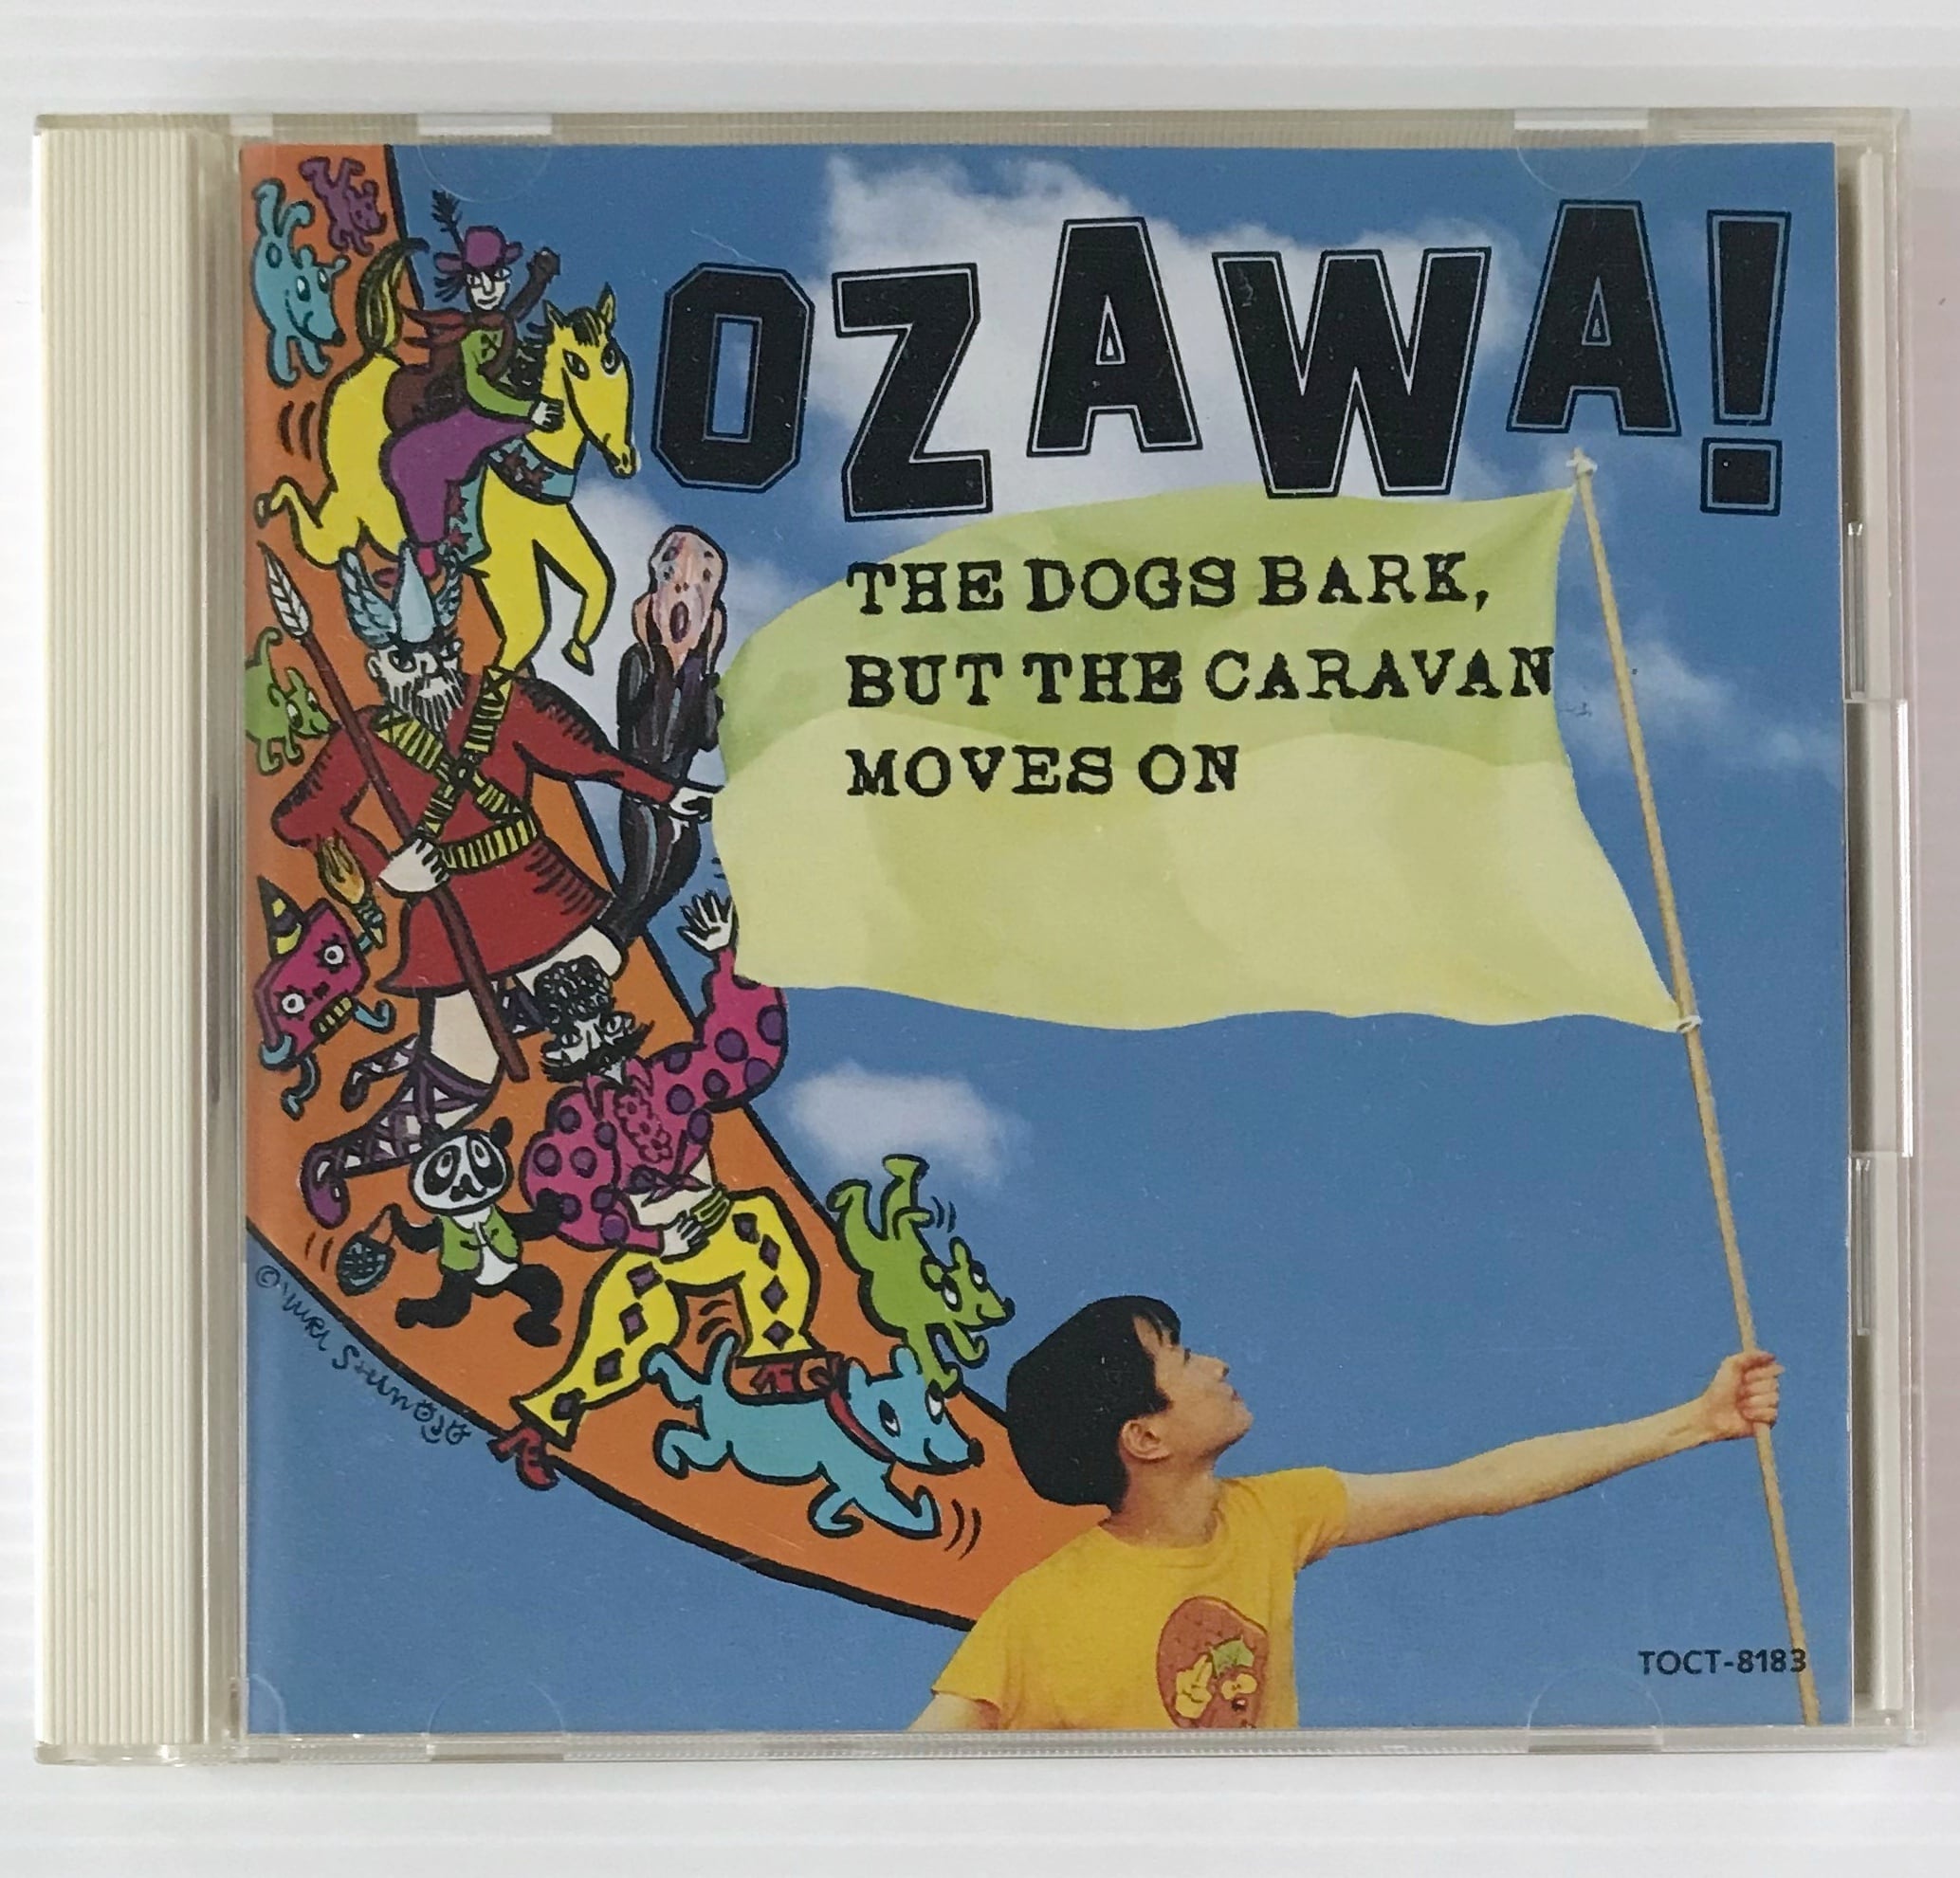 OZAWA!
THE DOGS BARK,
BUT THE CARAVAN
MOVES ON
TOCT-8183